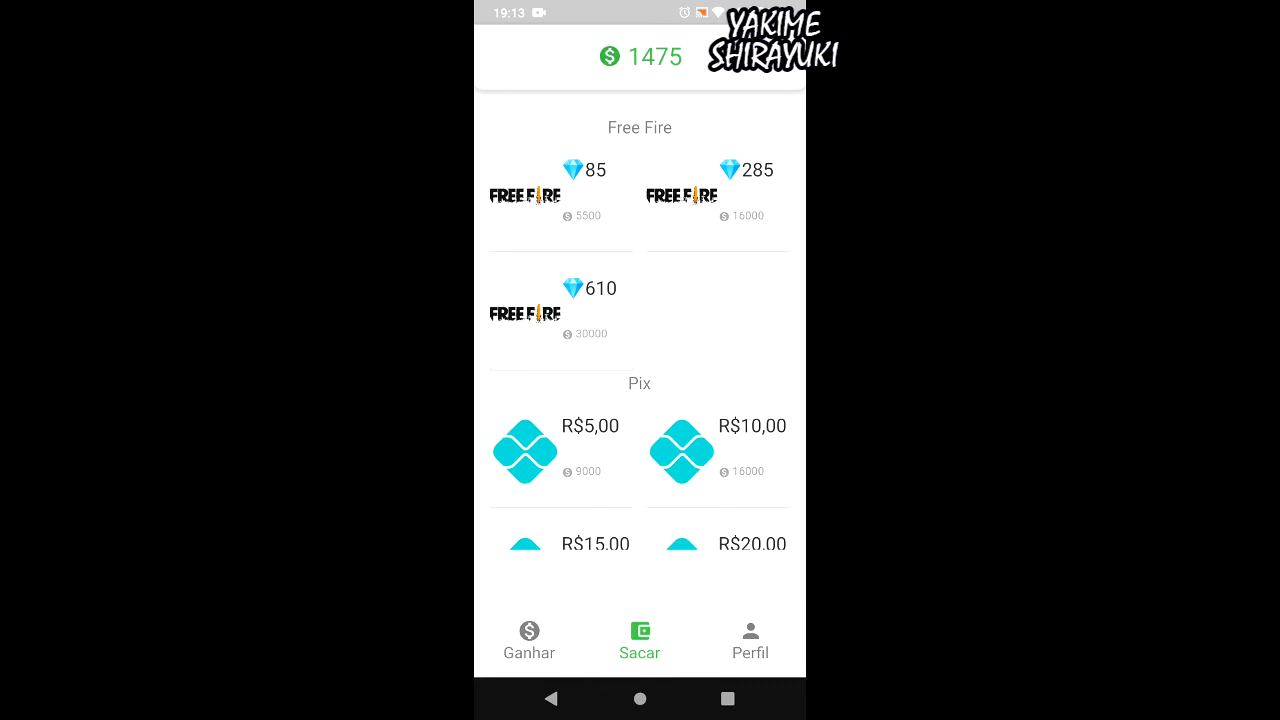 19:13
YAKIME
SHIRAYUKI
1475
Free Fire
85
285
FREE FIRE
FREE FIRE
5500
16000
610
FREE FIRE
30000
Pix
R$5,00
R$10,00
9000
16000
R$15,00
R$20,00
Ganhar
Sacar
Perfil